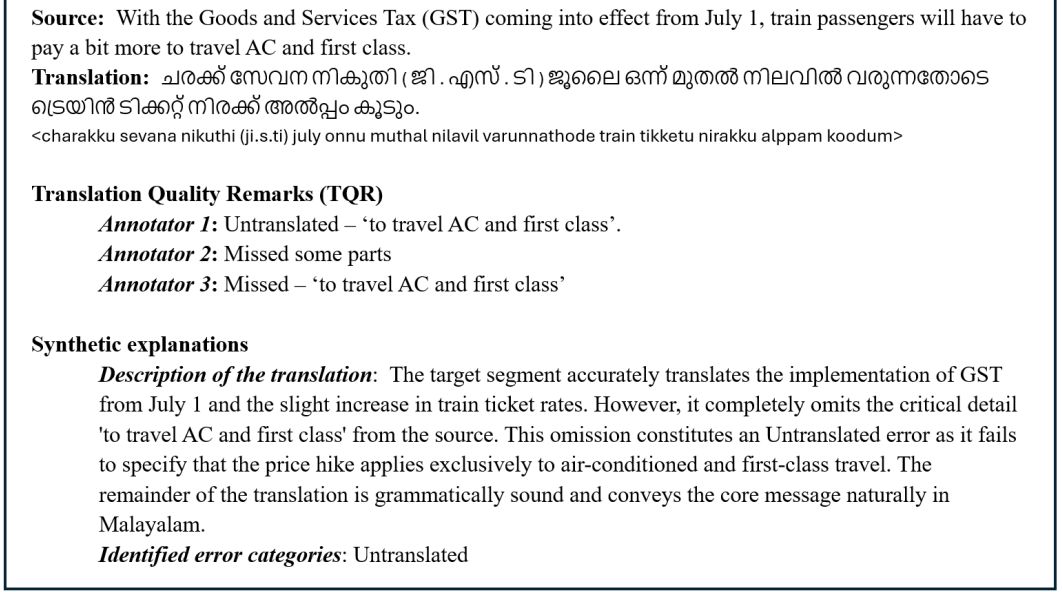 Source: With the Goods and Services Tax (GST) coming into effect from July 1, train passengers will have to
pay a bit more to travel AC and first class.
Translation: ചരക്ക് സേവന നികുതി ( ജി . എസ് . ടി ) ജൂലൈ ഒന്ന് മുതൽ നിലവിൽ വരുന്നതോടെ
ട്രെയിൻ ടിക്കറ്റ് നിരക്ക് അൽപ്പം കൂടും.
<charakku sevana nikuthi (ji.s.ti) july onnu muthal nilavil varunnathode train tikketu nirakku alppam koodum>
Translation Quality Remarks (TQR)
Annotator 1: Untranslated – ‘to travel AC and first class’.
Annotator 2: Missed some parts
Annotator 3: Missed – ‘to travel AC and first class’
Synthetic explanations
Description of the translation: The target segment accurately translates the implementation of GST
from July 1 and the slight increase in train ticket rates. However, it completely omits the critical detail
'to travel AC and first class' from the source. This omission constitutes an Untranslated error as it fails
to specify that the price hike applies exclusively to air-conditioned and first-class travel. The
remainder of the translation is grammatically sound and conveys the core message naturally in
Malayalam.
Identified error categories: Untranslated